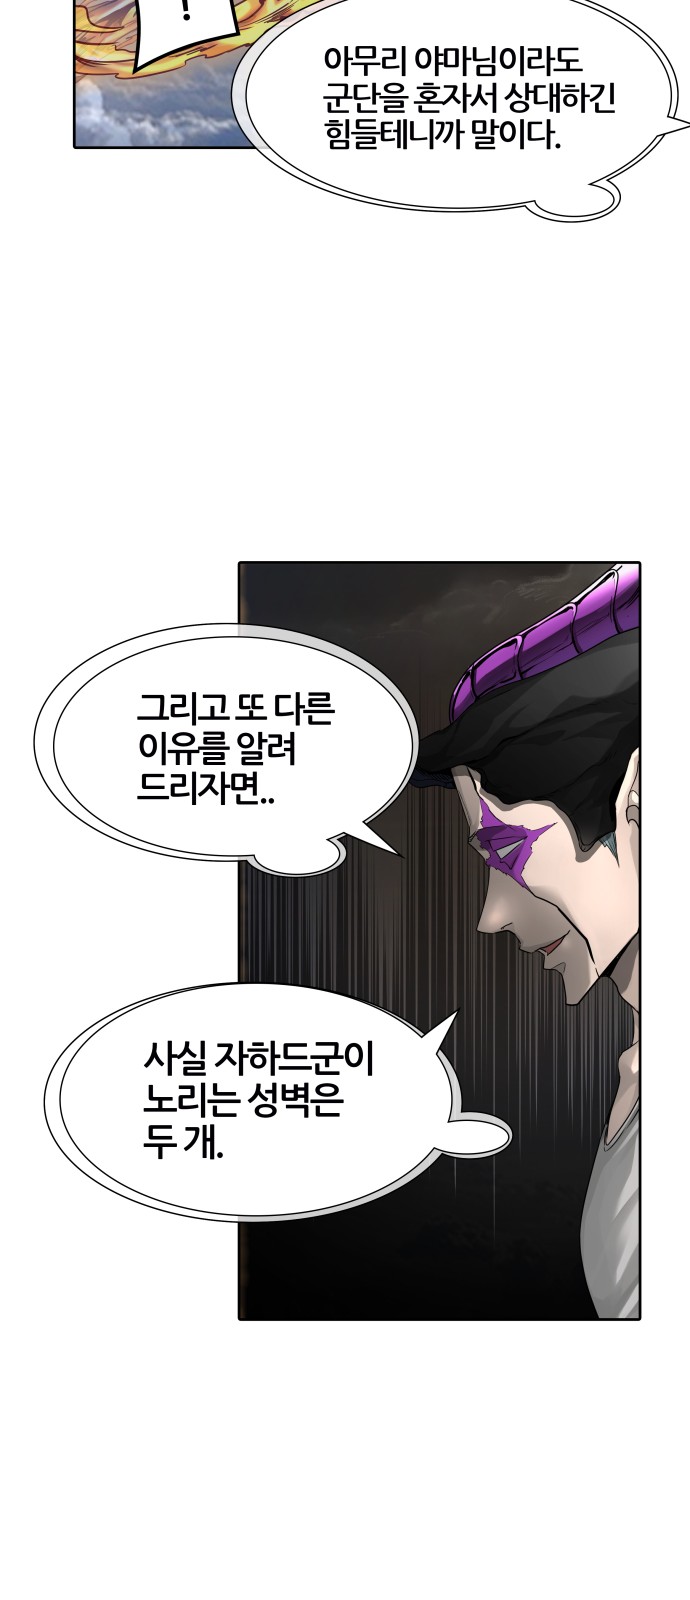 !
아무리 야마님이라도
군단을 혼자서 상대하긴
힘들테니까 말이다.
그리고 또 다른
이유를 알려
드리자면..
사실 자하드군이
노리는 성벽은
두 개.